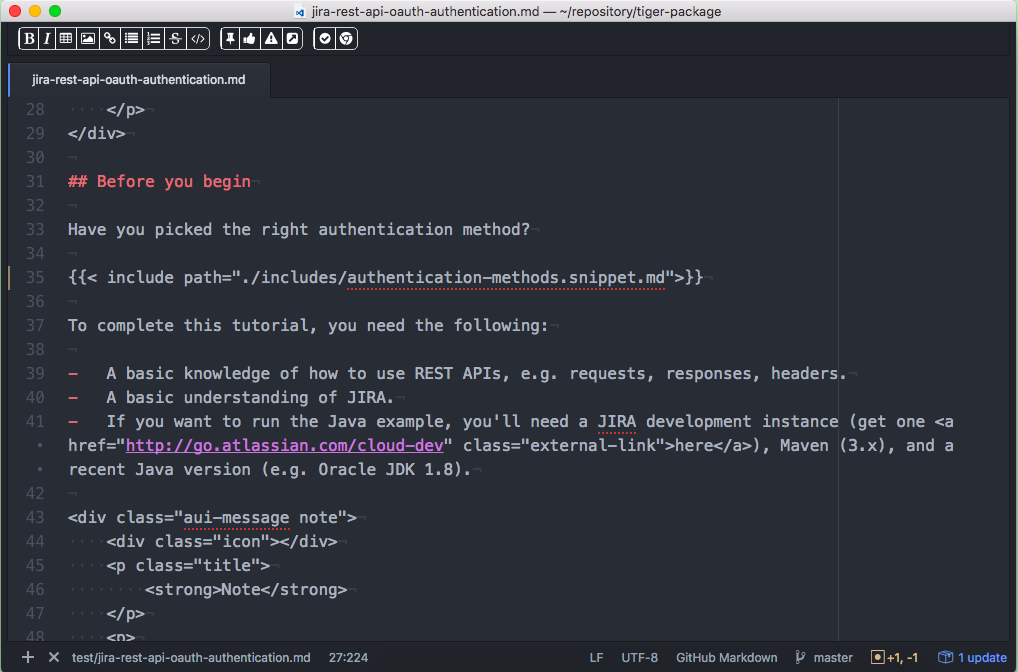 jira-rest-api-oauth-authentication.md — ~/repository/tiger-package
B I S </>
jira-rest-api-oauth-authentication.md
28 </p>
29 </div>
30
31 ## Before you begin
32
33 Have you picked the right authentication method?
34
35 {{< include path="./includes/authentication-methods.snippet.md">}}
36
37 To complete this tutorial, you need the following:
38
39 - A basic knowledge of how to use REST APIs, e.g. requests, responses, headers.
40 - A basic understanding of JIRA.
41 - If you want to run the Java example, you'll need a JIRA development instance (get one <a
• href="http://go.atlassian.com/cloud-dev" class="external-link">here</a>), Maven (3.x), and a
• recent Java version (e.g. Oracle JDK 1.8).
42
43 <div class="aui-message note">
44 <div class="icon"></div>
45 <p class="title">
46 <strong>Note</strong>
47 </p>
48 <p>
test/jira-rest-api-oauth-authentication.md 27:224 LF UTF-8 GitHub Markdown master +1, -1 1 update